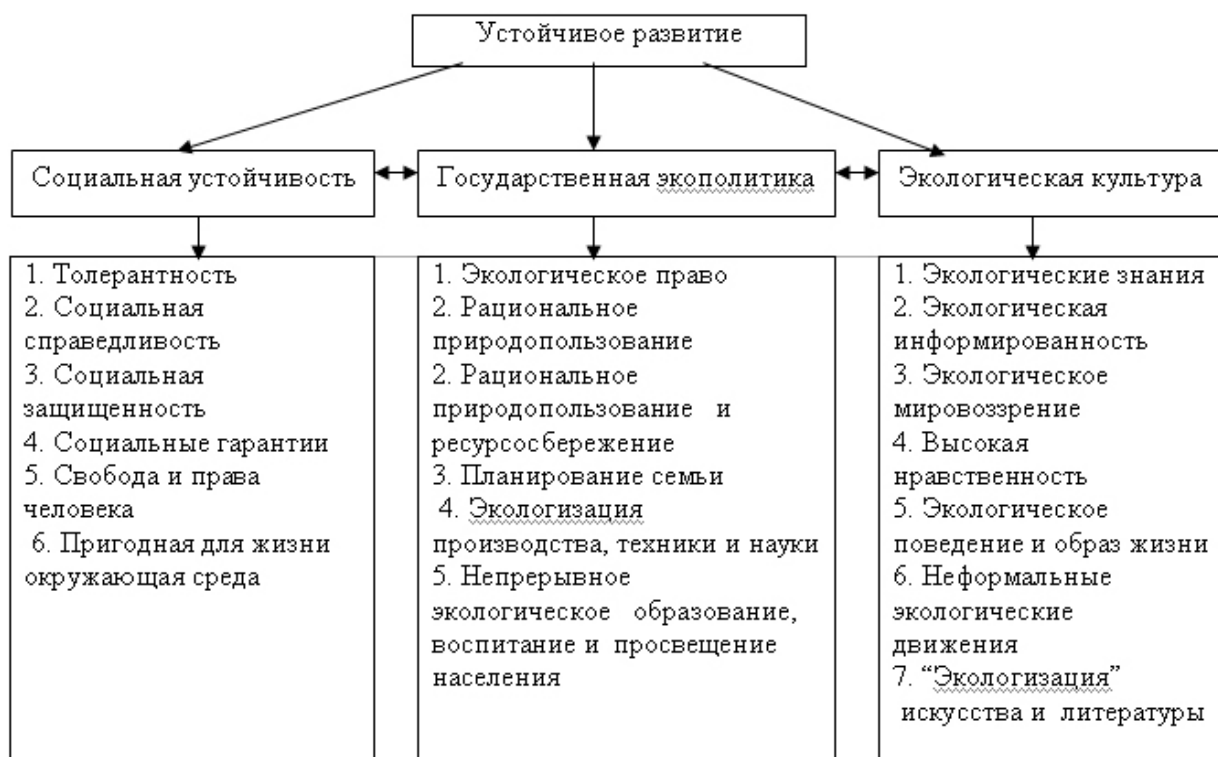 Устойчивое развитие
Социальная устойчивость
Государственная экополитика
Экологическая культура
1. Толерантность
2. Социальная
справедливость
3. Социальная
защищенность
4. Социальные гарантии
5. Свобода и права
человека
6. Пригодная для жизни
окружающая среда
1. Экологическое право
2. Рациональное
природопользование
2. Рациональное
природопользование и
ресурсосбережение
3. Планирование семьи
4. Экологизация
производства, техники и науки
5. Непрерывное
экологическое образование,
воспитание и просвещение
населения
1. Экологические знания
2. Экологическая
информированность
3. Экологическое
мировоззрение
4. Высокая
нравственность
5. Экологическое
поведение и образ жизни
6. Неформальные
экологические
движения
7. “Экологизация”
искусства и литературы